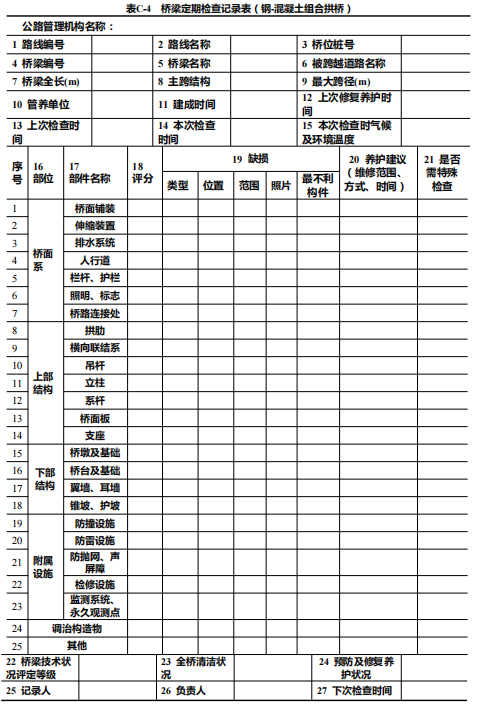 表C-4 桥梁定期检查记录表（钢-混凝土组合拱桥）
公路管理机构名称：
1 路线编号 2 路线名称 3 桥位桩号
4 桥梁编号 5 桥梁名称 6 被跨越道路名称
7 桥梁全长(m) 8 主跨结构 9 最大跨径(m)
10 管养单位 11 建成时间 12 上次修复养护时
间
13 上次检查时
间
14 本次检查
时间
15 本次检查时气候
及环境温度
序
号
16
部位
17
部件名称
18
评分
19 缺损
类型 位置 范围 照片 最不利
构件
20 养护建议
（维修范围、
方式、时间）
21 是否
需特殊
检查
桥面
系
1 桥面铺装
2 伸缩装置
3 排水系统
4 人行道
5 栏杆、护栏
6 照明、标志
7 桥路连接处
上部
结构
8 拱肋
9 横向联结系
10 吊杆
11 立柱
12 系杆
13 桥面板
14 支座
下部
结构
15 桥墩及基础
16 桥台及基础
17 翼墙、耳墙
18 锥坡、护坡
附属
设施
19 防撞设施
20 防雷设施
21 防抛网、声
屏障
22 检修设施
23 监测系统、
永久观测点
24 调治构造物
25 其他
22 桥梁技术状
况评定等级
23 全桥清洁状
况
24 预防及修复养
护状况
25 记录人 26 负责人 27 下次检查时间